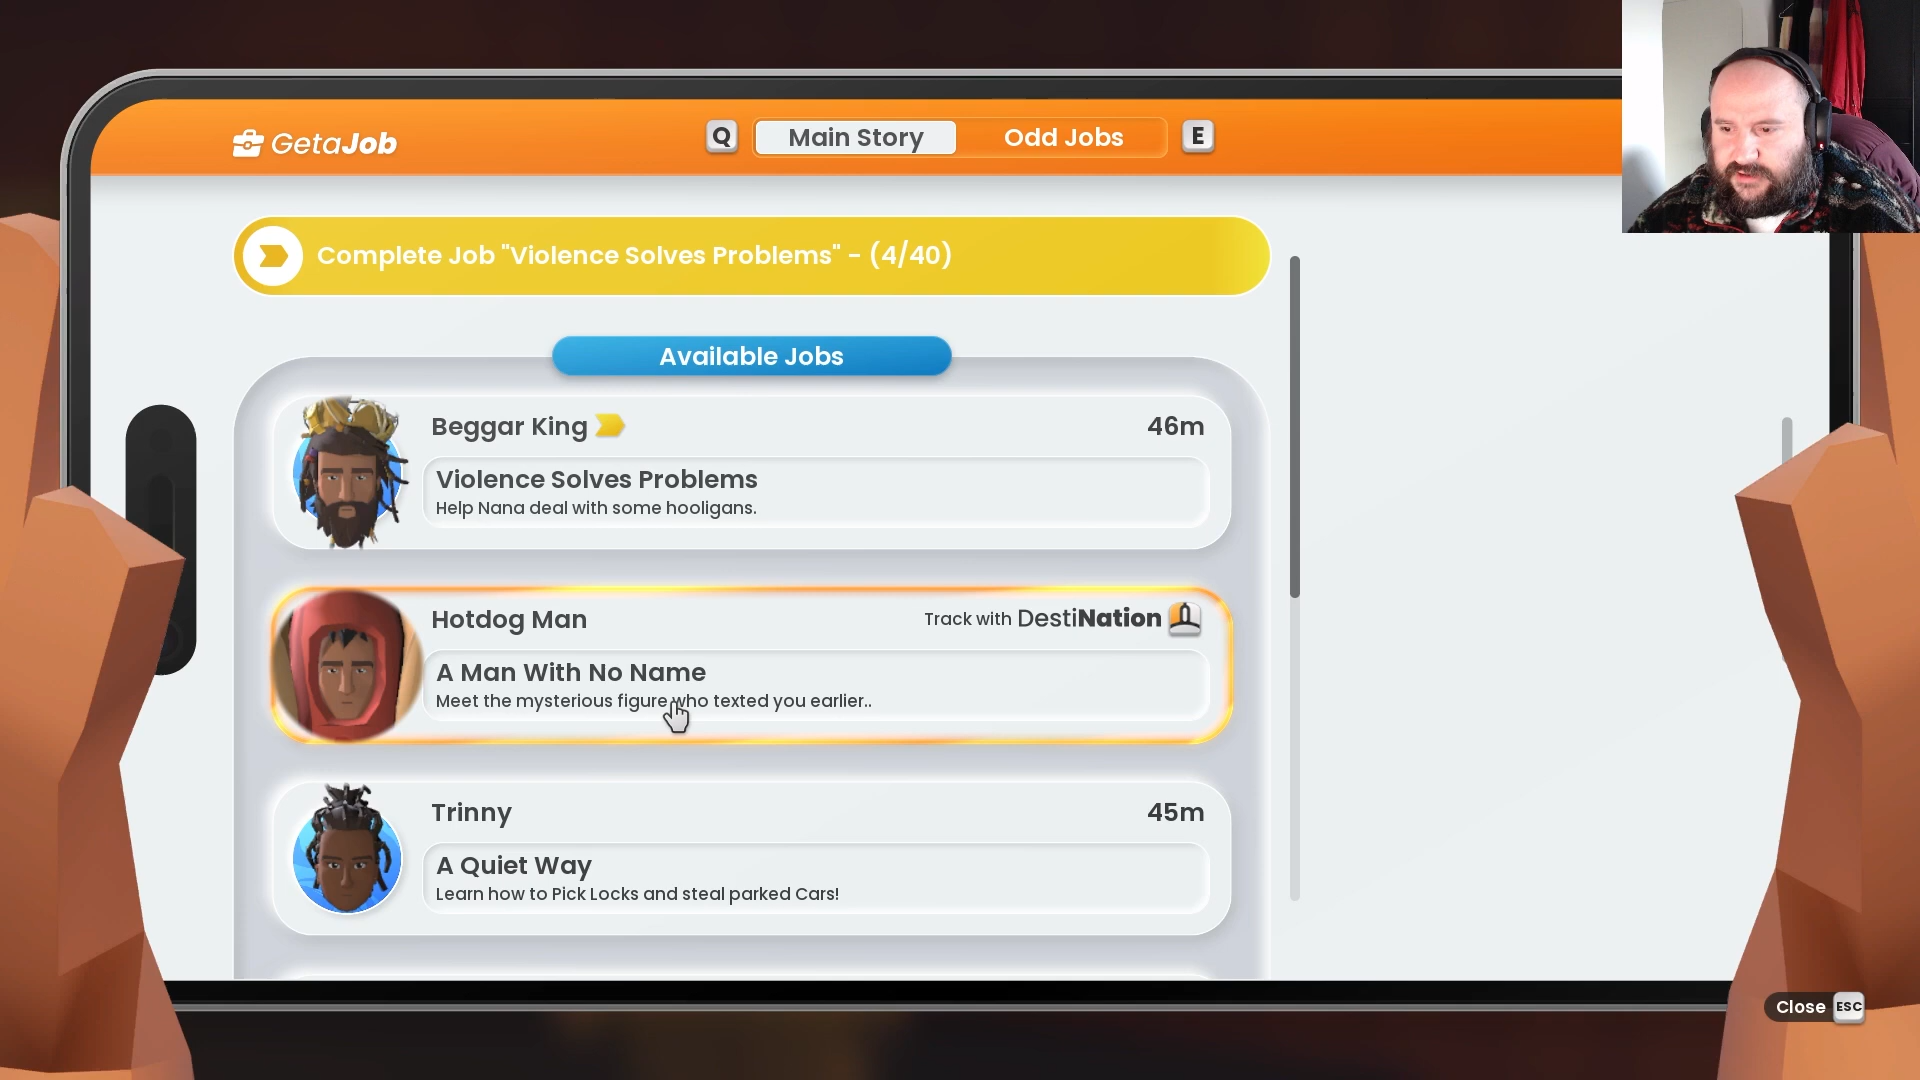 GetaJob
Q
Main Story
Odd Jobs
E
Complete Job "Violence Solves Problems" - (4/40)
Available Jobs
Beggar King
46m
Violence Solves Problems
Help Nana deal with some hooligans.
Hotdog Man
Track with DestiNation
A Man With No Name
Meet the mysterious figure who texted you earlier..
Trinny
45m
A Quiet Way
Learn how to Pick Locks and steal parked Cars!
Close ESC